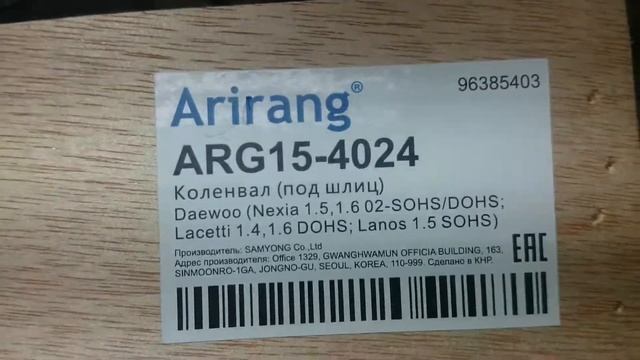 96385403
Arirang®
ARG15-4024
Коленвал (под шлиц)
Daewoo (Nexia 1.5,1.6 02-SOHS/DOHS;
Lacetti 1.4,1.6 DOHS; Lanos 1.5 SOHS)
Производитель: SAMYONG Co.,Ltd
Адрес производителя: Office 1329, GWANGHWAMUN OFFICIA BUILDING, 163,
SINMOONRO-1GA, JONGNO-GU, SEOUL, KOREA, 110-999. Сделано в КНР.
EAC